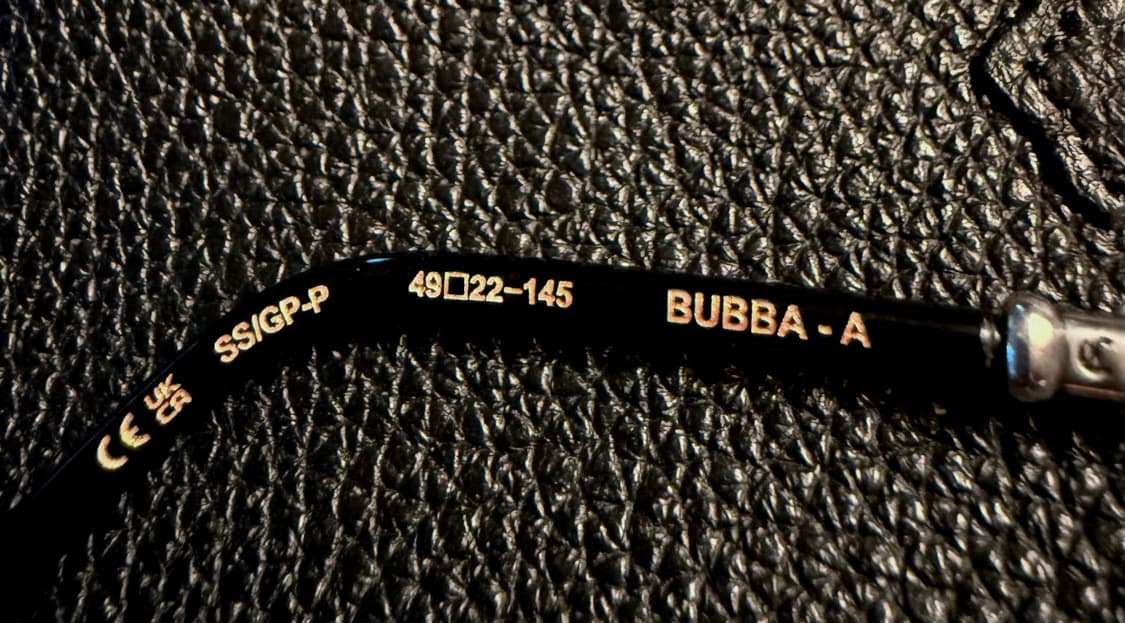 CE UKCA
SS/GP-P
49□22-145
BUBBA - A